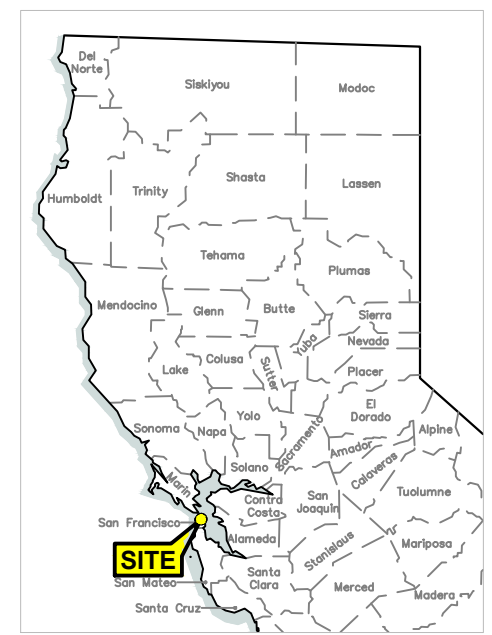 Del
Norte
Siskiyou
Modoc
Humboldt
Trinity
Shasta
Lassen
Tehama
Plumas
Mendocino
Glenn
Butte
Sierra
Yuba
Nevada
Lake
Colusa
Sutter
Placer
Sonoma
Napa
Yolo
Sacramento
El
Dorado
Alpine
Amador
Solano
Calaveras
Marin
Contra
Costa
San
Joaquin
Tuolumne
San Francisco
Alameda
Stanislaus
Mariposa
SITE
Santa
Clara
San Mateo
Merced
Madera
Santa Cruz